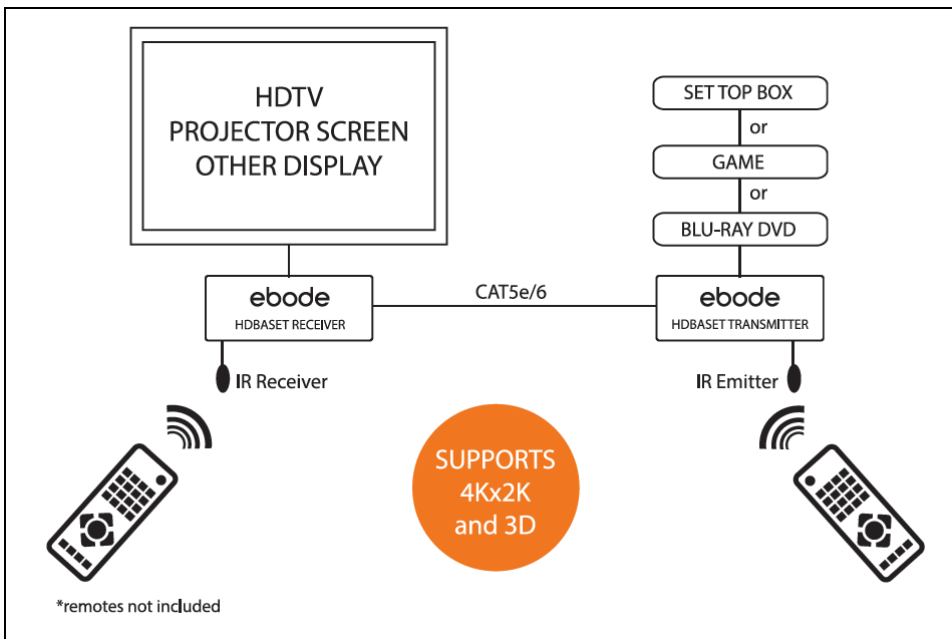 HDTV
PROJECTOR SCREEN
OTHER DISPLAY
SET TOP BOX
or
GAME
or
BLU-RAY DVD
ebode
HDBASET RECEIVER
CAT5e/6
ebode
HDBASET TRANSMITTER
IR Receiver
IR Emitter
SUPPORTS
4Kx2K
and 3D
*remotes not included